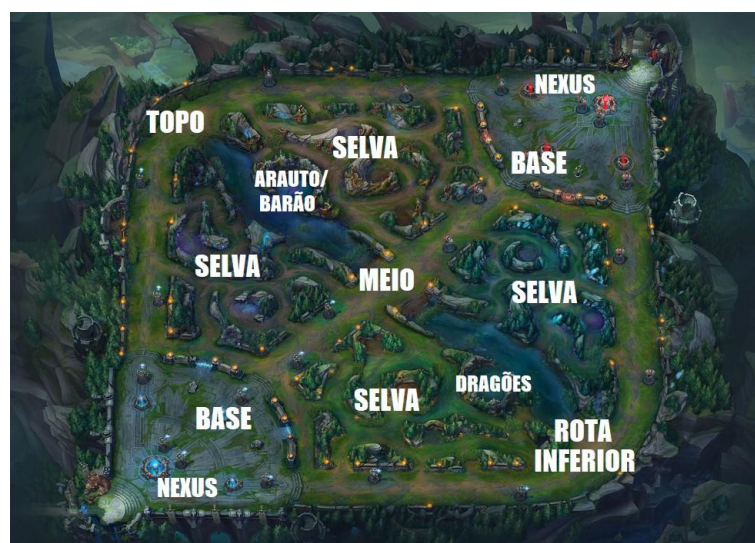 NEXUS
TOPO
SELVA
BASE
ARAUTO/
BARÃO
SELVA
MEIO
SELVA
DRAGÕES
SELVA
BASE
ROTA
INFERIOR
NEXUS